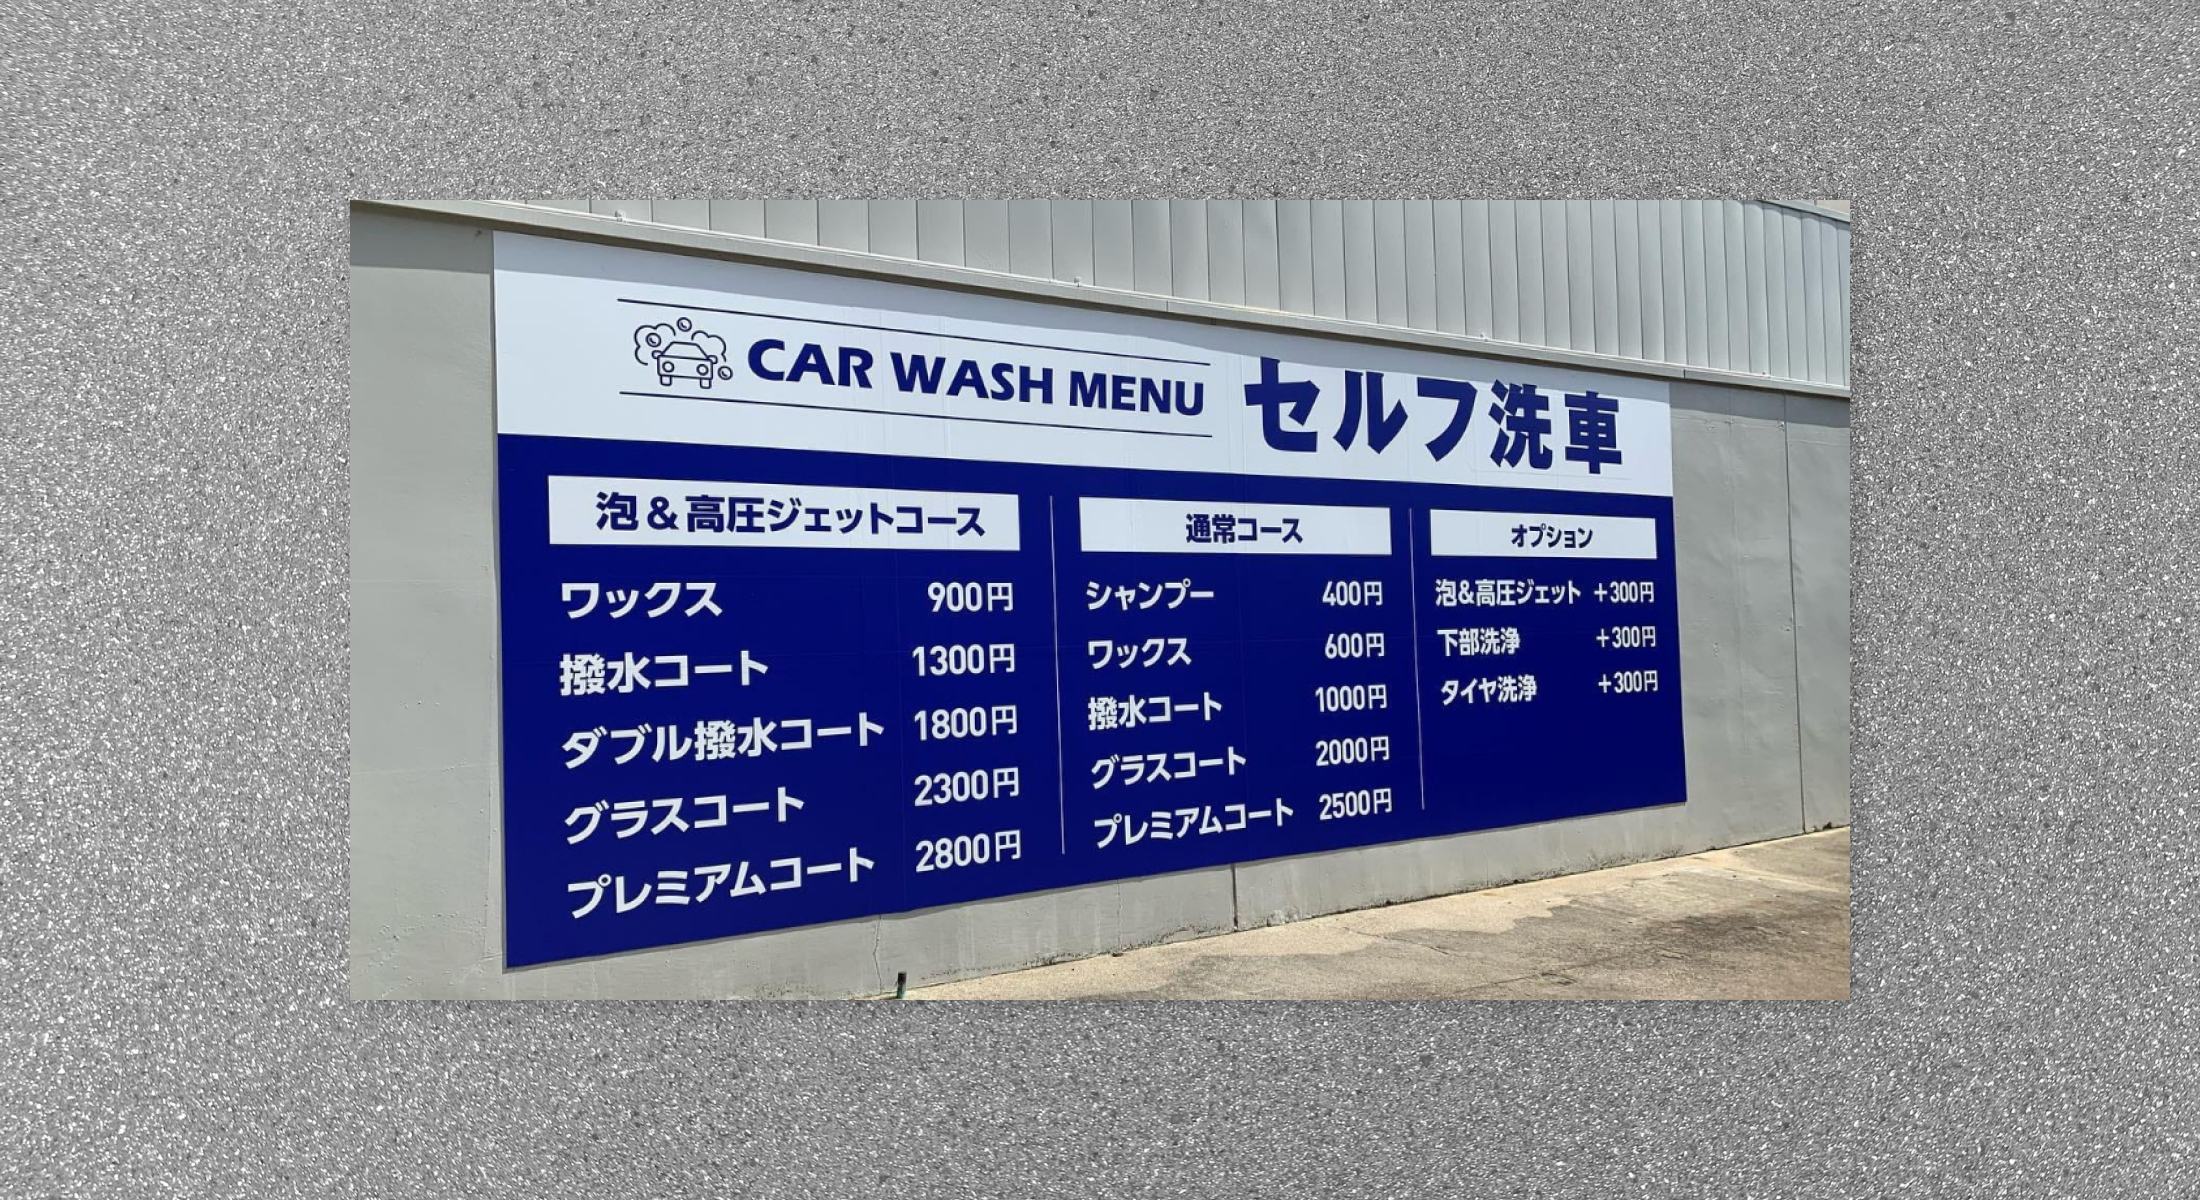 CAR WASH MENU セルフ洗車
泡&高圧ジェットコース
ワックス 900円
撥水コート 1300円
ダブル撥水コート 1800円
グラスコート 2300円
プレミアムコート 2800円
通常コース
シャンプー 400円
ワックス 600円
撥水コート 1000円
グラスコート 2000円
プレミアムコート 2500円
オプション
泡&高圧ジェット +300円
下部洗浄 +300円
タイヤ洗浄 +300円